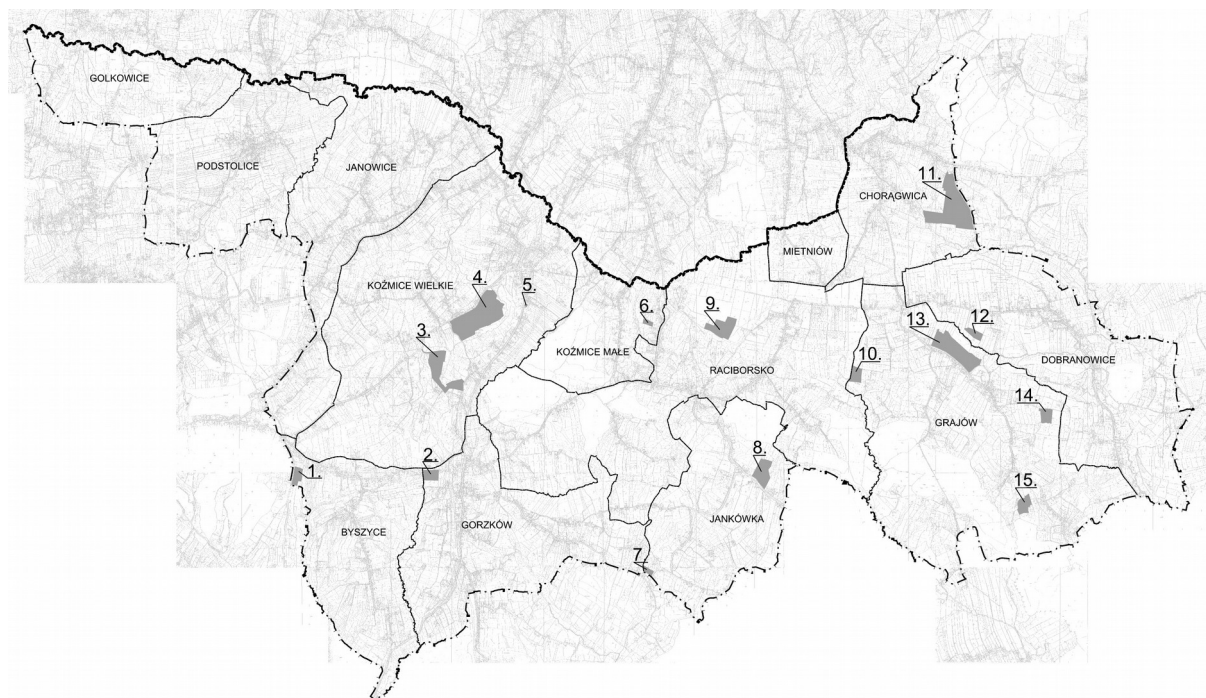 GOLKOWICE
PODSTOLICE
JANOWICE
11.
CHORĄGWICA
MIETNIÓW
KOŹMICE WIELKIE
4.
5.
6.
9.
3.
KOŹMICE MAŁE
RACIBORSKO
10.
13.
12.
DOBRANOWICE
14.
GRAJÓW
1.
2.
8.
15.
BYSZYCE
GORZKÓW
JANKÓWKA
7